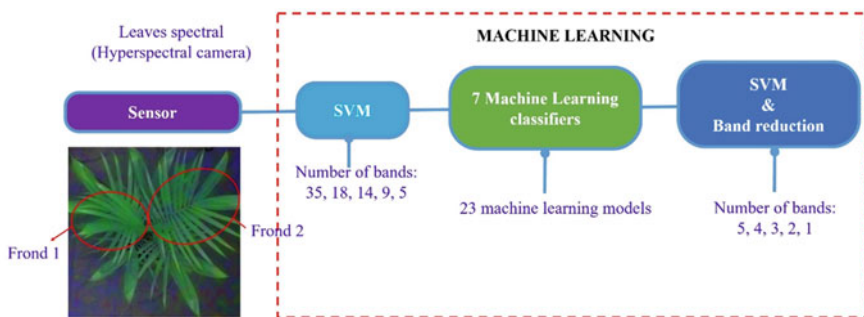 Leaves spectral
(Hyperspectral camera)
MACHINE LEARNING
Sensor
SVM
7 Machine Learning
classifiers
SVM
&
Band reduction
Number of bands:
35, 18, 14, 9, 5
23 machine learning models
Number of bands:
5, 4, 3, 2, 1
Frond 1
Frond 2